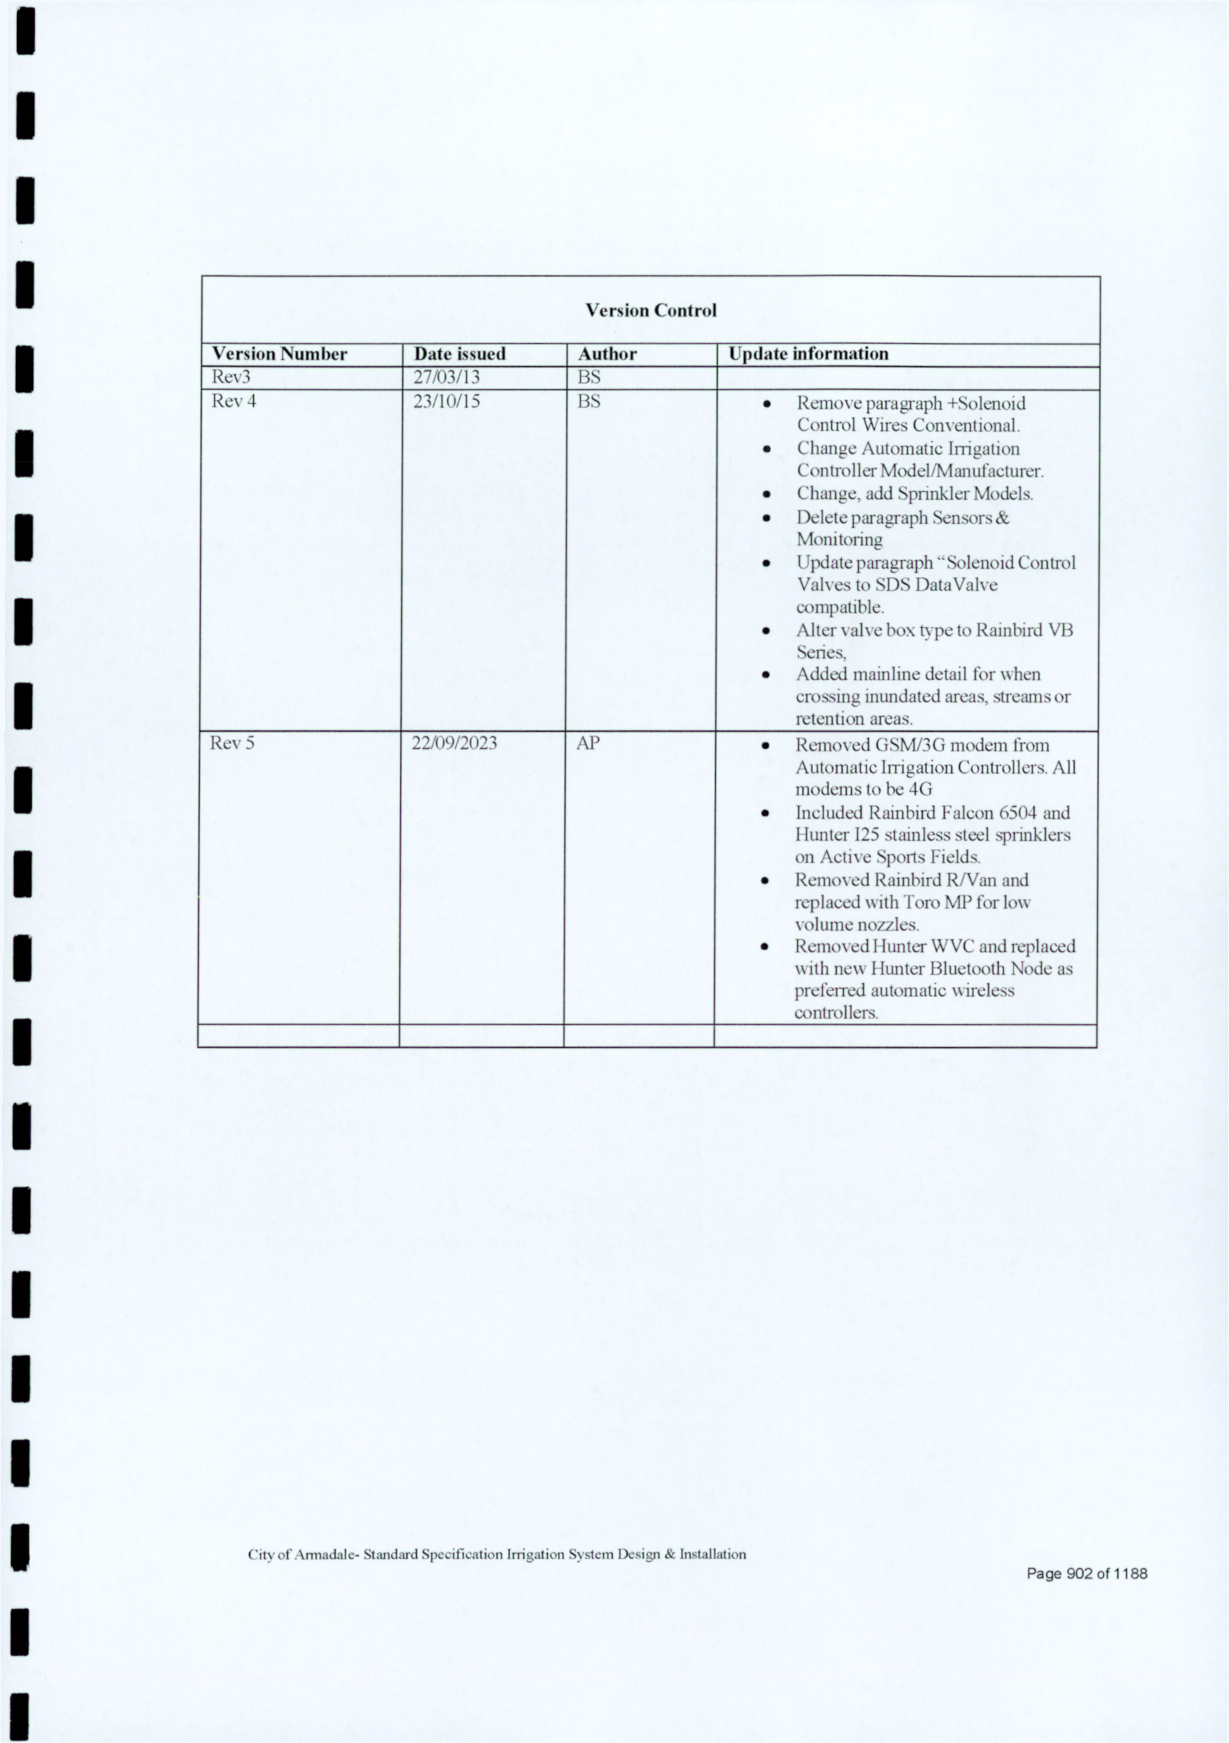 Version Control
Version Number Date issued Author Update information
Rev3 27/03/13 BS
Rev 4 23/10/15 BS • Remove paragraph +Solenoid
Control Wires Conventional.
• Change Automatic Irrigation
Controller Model/Manufacturer.
• Change, add Sprinkler Models.
• Delete paragraph Sensors &
Monitoring
• Update paragraph “Solenoid Control
Valves to SDS DataValve
compatible.
• Alter valve box type to Rainbird VB
Series,
• Added mainline detail for when
crossing inundated areas, streams or
retention areas.
Rev 5 22/09/2023 AP • Removed GSM/3G modem from
Automatic Irrigation Controllers. All
modems to be 4G
• Included Rainbird Falcon 6504 and
Hunter I25 stainless steel sprinklers
on Active Sports Fields.
• Removed Rainbird R/Van and
replaced with Toro MP for low
volume nozzles.
• Removed Hunter WVC and replaced
with new Hunter Bluetooth Node as
preferred automatic wireless
controllers.
City of Armadale- Standard Specification Irrigation System Design & Installation
Page 902 of 1188